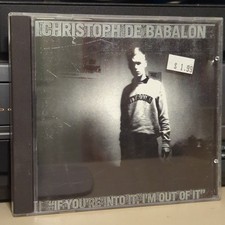 CHRISTOPH DE BABALON
$ 1.99
"IF YOU'RE INTO IT, I'M OUT OF IT"